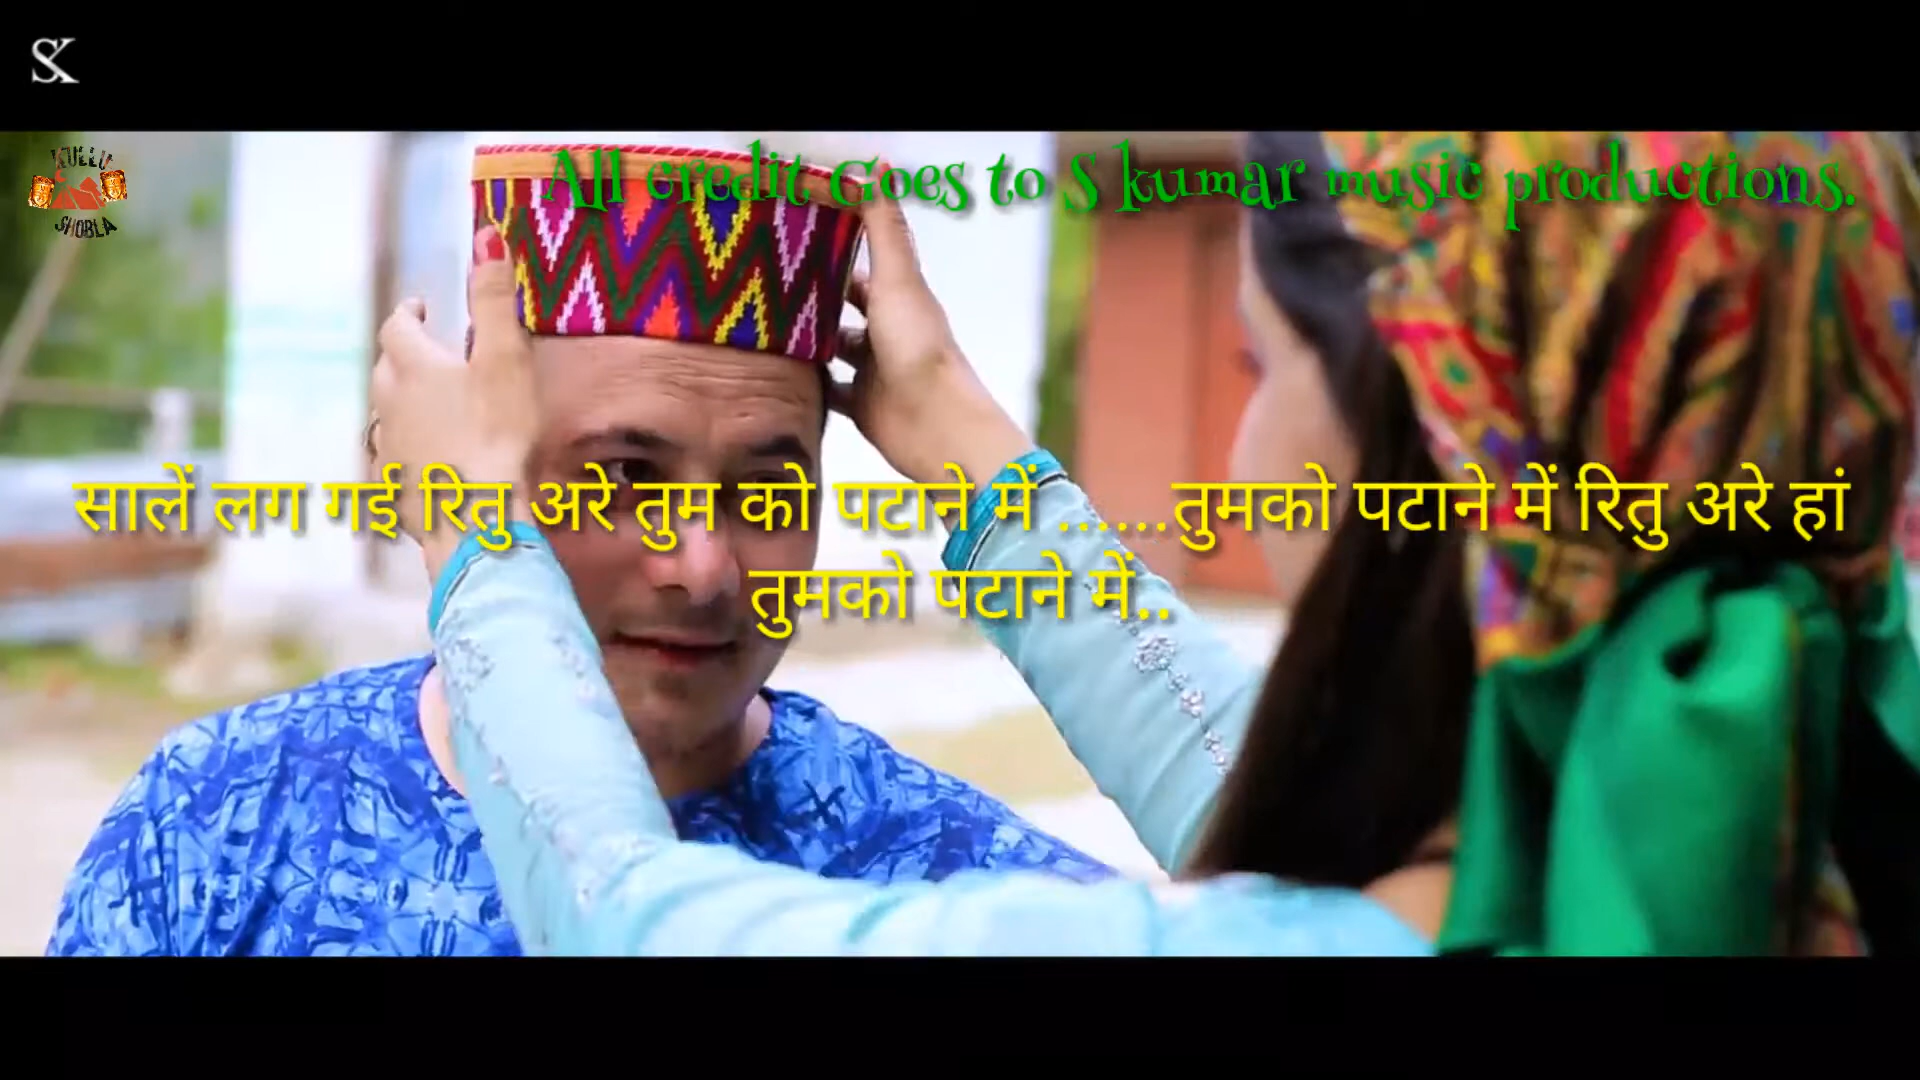 SK
KULLU
SHOBLA
All credit Goes to S kumar music productions.
सालें लग गई रितु अरे तुम को पटाने में ......तुमको पटाने में रितु अरे हां
तुमको पटाने में..